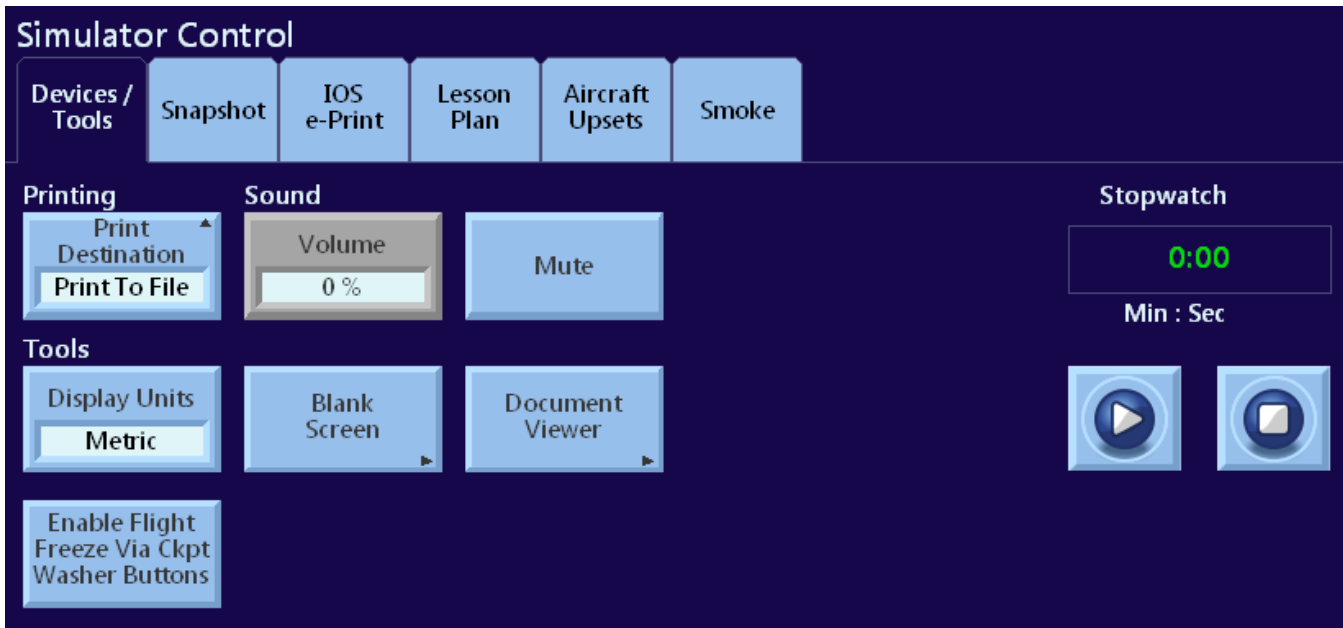 Simulator Control
Devices /
Tools
Snapshot
IOS
e-Print
Lesson
Plan
Aircraft
Upsets
Smoke
Printing
Sound
Stopwatch
Print
Destination
Print To File
Volume
0 %
Mute
0:00
Min : Sec
Tools
Display Units
Metric
Blank
Screen
Document
Viewer
Enable Flight
Freeze Via Ckpt
Washer Buttons